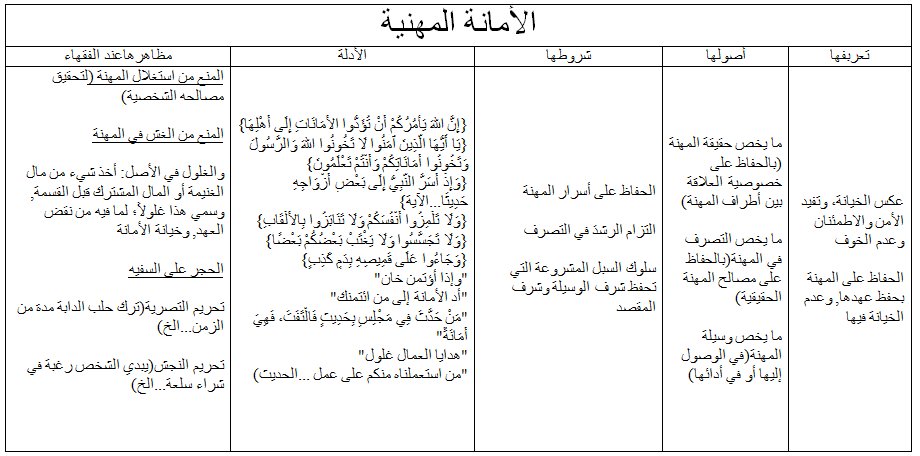 الأمانة المهنية
تعريفها
أصولها
شروطها
الأدلة
مظاهرها عند الفقهاء
عكس الخيانة، وتفيد
الأمن والاطمئنان
وعدم الخوف
الحفاظ على المهنة
بحفظ عهدها, وعدم
الخيانة فيها
ما يخص حقيقة المهنة
(بالحفاظ على
خصوصية العلاقة
بين أطراف المهنة)
ما يخص التصرف
في المهنة(بالحفاظ
على مصالح المهنة
الحقيقية)
ما يخص وسيلة
المهنة(في الوصول
إليها أو في أدائها)
الحفاظ على أسرار المهنة
التزام الرشد في التصرف
سلوك السبل المشروعة التي
تحفظ شرف الوسيلة وشرف
المقصد
{إِنَّ اللهَ يَأْمُرُكُمْ أَنْ تُؤَدُّوا الأَمَانَاتِ إِلَى أَهْلِهَا}
{يَا أَيُّهَا الَّذِينَ آَمَنُوا لَا تَخُونُوا اللهَ وَالرَّسُولَ
وَتَخُونُوا أَمَانَاتِكُمْ وَأَنْتُمْ تَعْلَمُونَ}
{وَإِذْ أَسَرَّ النَّبِيُّ إِلَى بَعْضِ أَزْوَاجِهِ
حَدِيثًا...الآية}
{وَلَا تَلْمِزُوا أَنْفُسَكُمْ وَلَا تَنَابَزُوا بِالأَلْقَابِ}
{وَلَا تَجَسَّسُوا وَلَا يَغْتَبْ بَعْضُكُمْ بَعْضًا}
{وَجَاءُوا عَلَى قَمِيصِهِ بِدَمٍ كَذِبٍ}
"وإذا أؤتمن خان"
"أد الأمانة إلى من ائتمنك"
"مَنْ حَدَّثَ فِي مَجْلِسٍ بِحَدِيثٍ فَالْتَفَتَ، فَهِيَ
أَمَانَةٌ"
"هدايا العمال غلول"
"من استعملناه منكم على عمل ...الحديث)
المنع من استغلال المهنة (لتحقيق
مصالحه الشخصية)
المنع من الغش في المهنة
والغلول في الأصل: أخذ شيء من مال
الغنيمة أو المال المشترك قبل القسمة,
وسمي هذا غلولاً؛ لما فيه من نقض
العهد, وخيانة الأمانة
الحجر على السفيه
تحريم التصرية(ترك حلب الدابة مدة من
الزمن...الخ)
تحريم النجش(يبدي الشخص رغبة في
شراء سلعة...الخ)